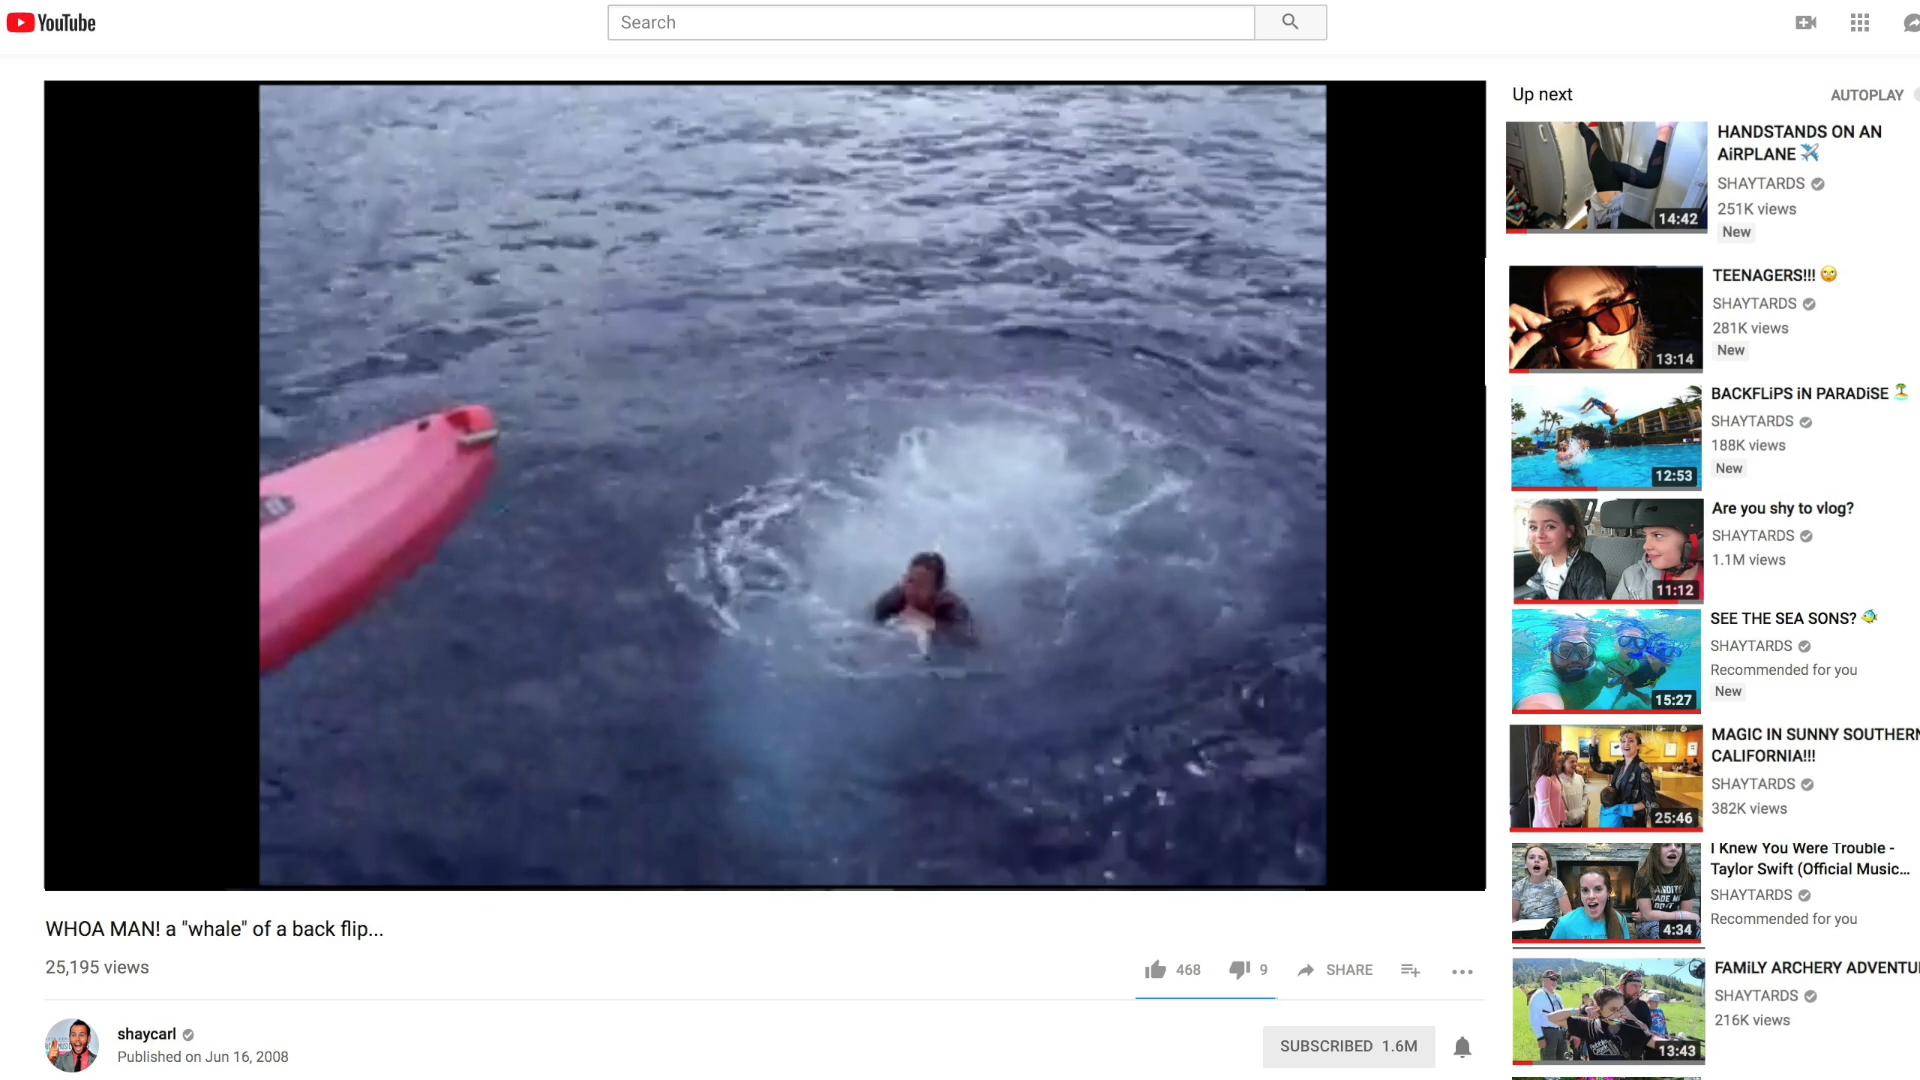 YouTube
Search
Up next
AUTOPLAY
HANDSTANDS ON AN
AiRPLANE ✈️
SHAYTARDS
251K views
New
14:42
TEENAGERS!!! 🙄
SHAYTARDS
281K views
New
13:14
BACKFLiPS iN PARADiSE 🏝️
SHAYTARDS
188K views
New
12:53
Are you shy to vlog?
SHAYTARDS
1.1M views
11:12
SEE THE SEA SONS? 🐠
SHAYTARDS
Recommended for you
New
15:27
MAGIC IN SUNNY SOUTHERN
CALIFORNIA!!!
SHAYTARDS
382K views
25:46
I Knew You Were Trouble -
Taylor Swift (Official Music...
SHAYTARDS
Recommended for you
4:34
FAMiLY ARCHERY ADVENTU
SHAYTARDS
216K views
13:43
WHOA MAN! a "whale" of a back flip...
25,195 views
468
9
SHARE
shaycarl
Published on Jun 16, 2008
SUBSCRIBED 1.6M